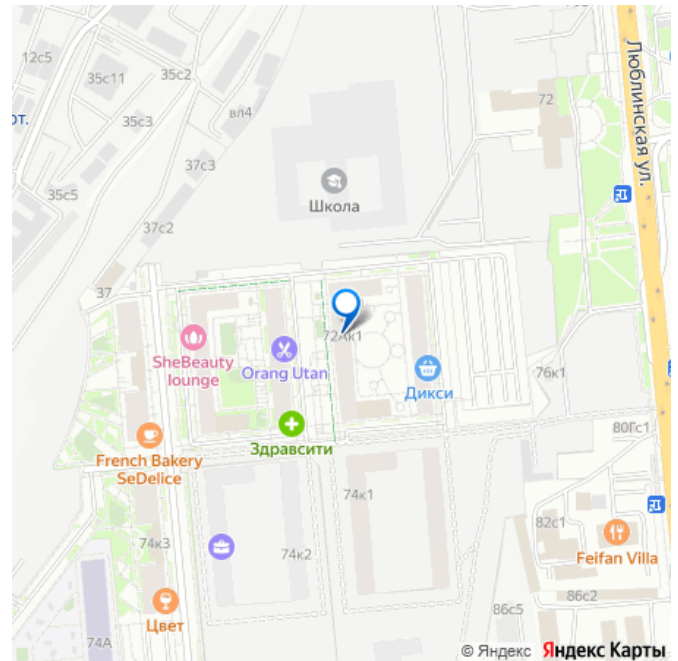 12с5
35с11
35с2
от.
35с3
вл4
72
Люблинская ул.
37с3
35с5
Школа
37с2
37
72Ак1
SheBeauty
lounge
Orang Utan
Дикси
76к1
Здравсити
80Гс1
French Bakery
SeDelice
74к1
82с1
74к3
74к2
Feifan Villa
86с5
86с2
Цвет
74А
© Яндекс Яндекс Карты